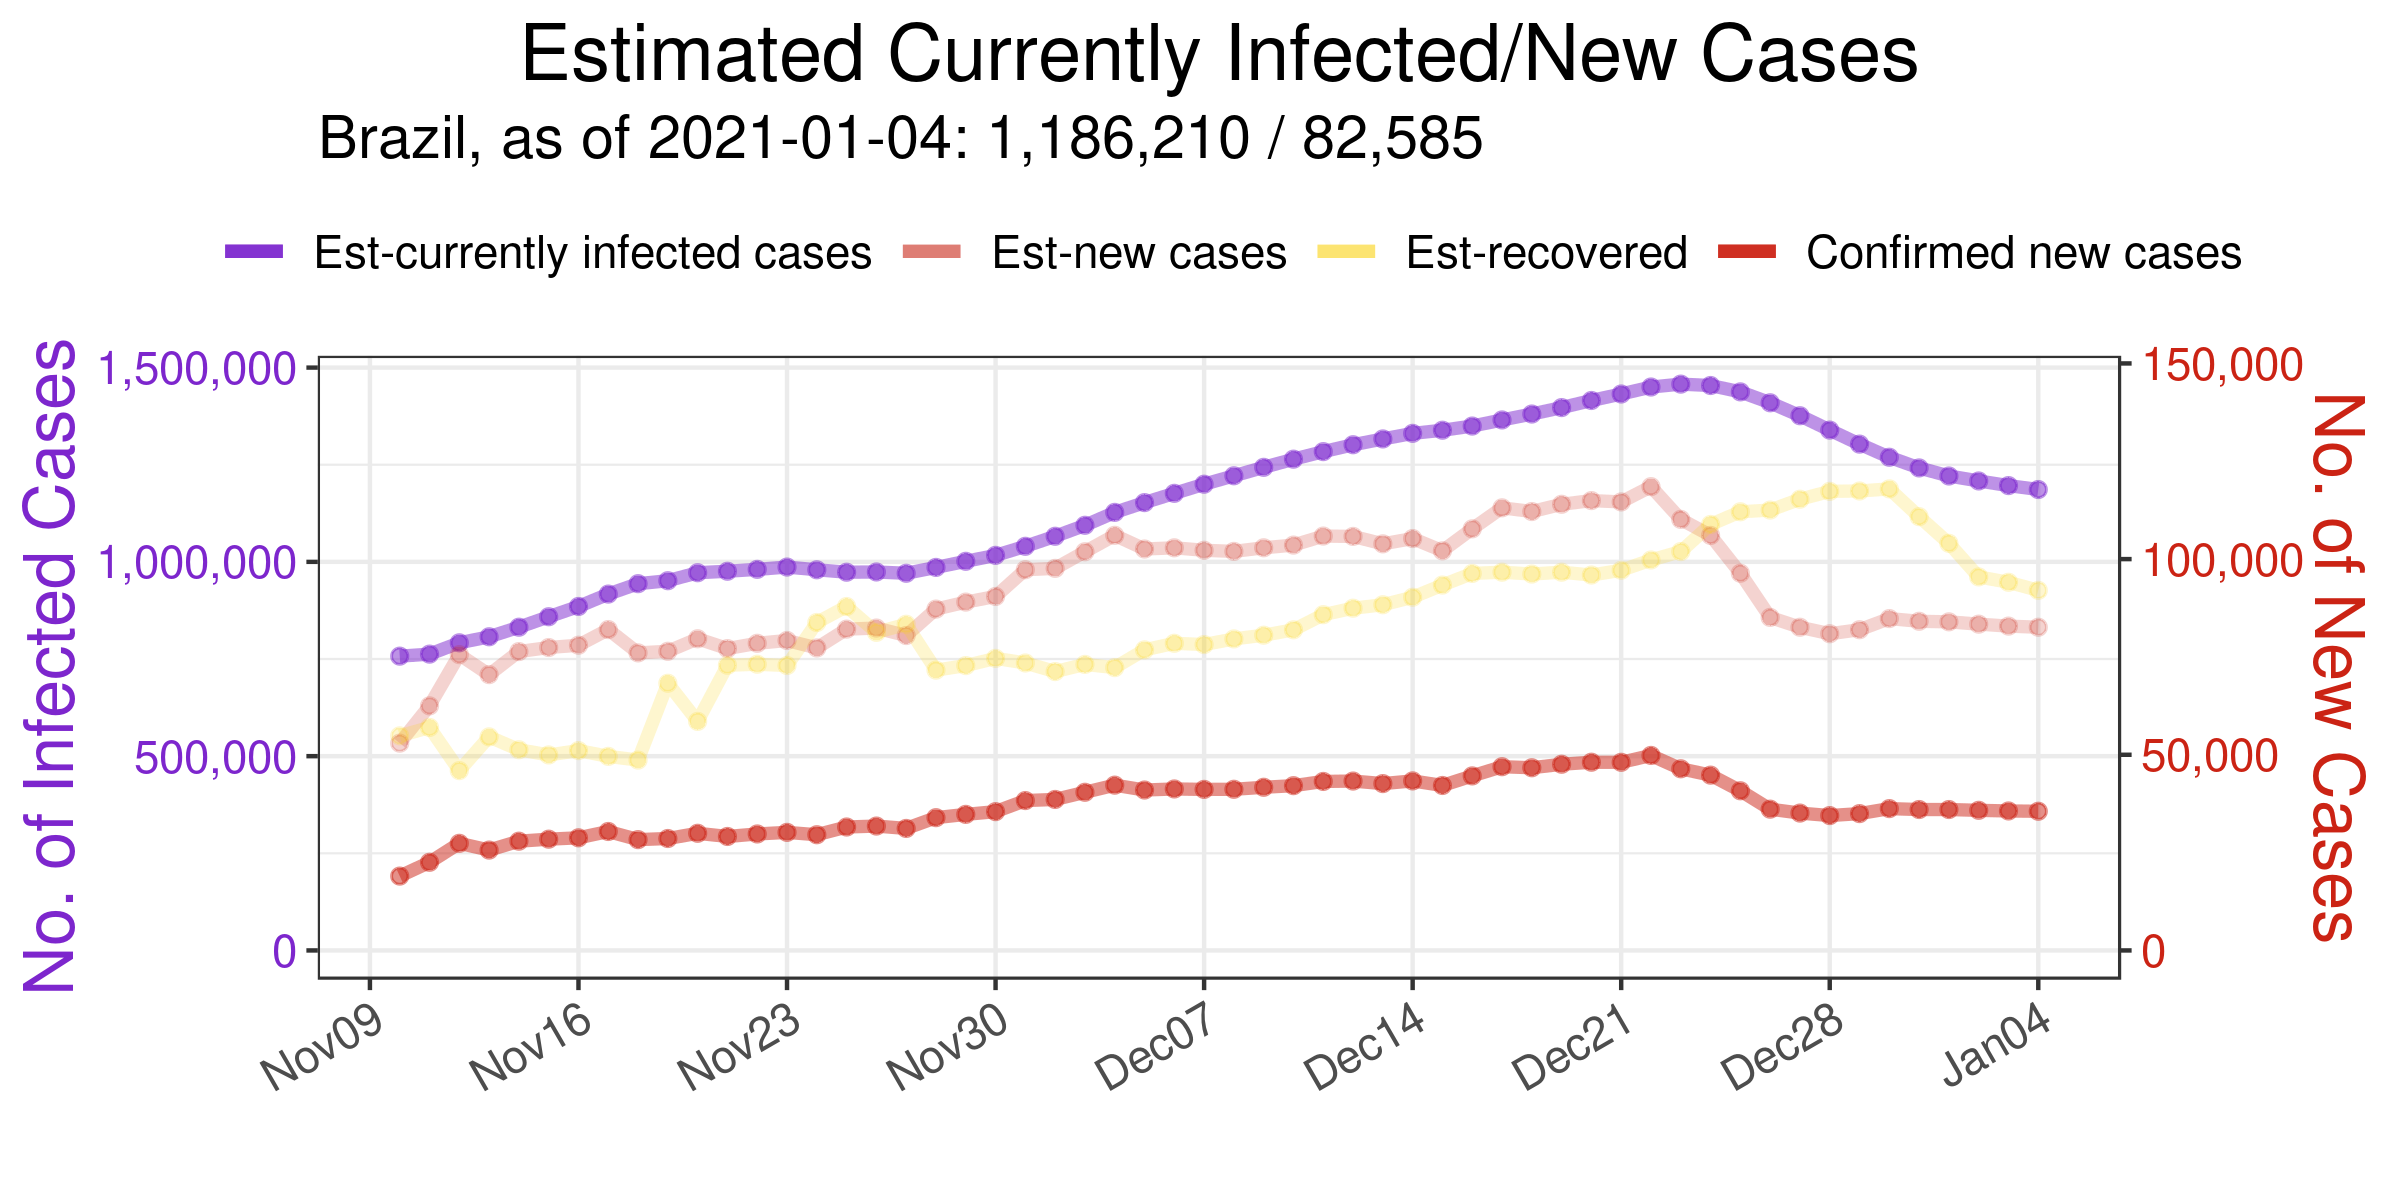 Estimated Currently Infected/New Cases
Brazil, as of 2021-01-04: 1,186,210 / 82,585
Est-currently infected cases Est-new cases Est-recovered Confirmed new cases
No. of Infected Cases
1,500,000
1,000,000
500,000
0
150,000
100,000
50,000
0
No. of New Cases
Nov09 Nov16 Nov23 Nov30 Dec07 Dec14 Dec21 Dec28 Jan04